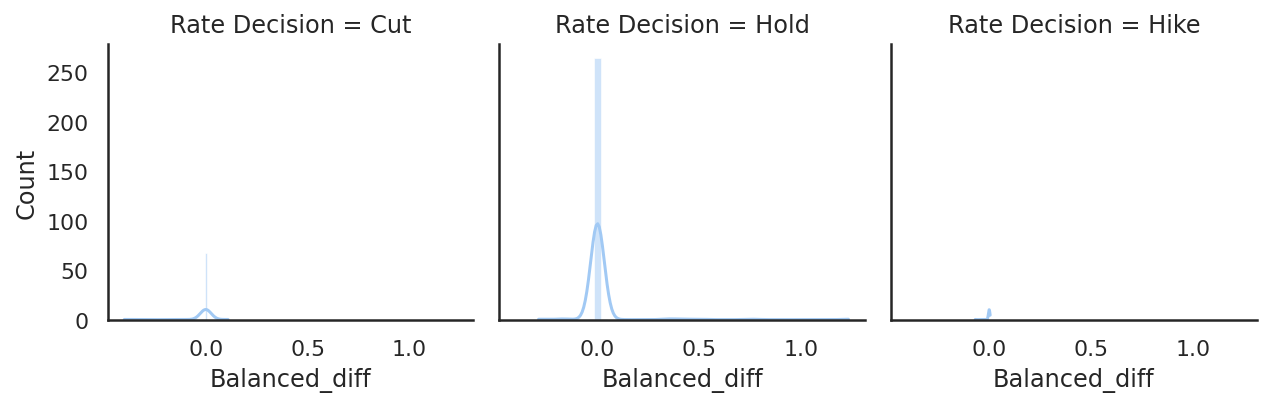 Rate Decision = Cut
Rate Decision = Hold
Rate Decision = Hike
Count
250
200
150
100
50
0
0.0 0.5 1.0
0.0 0.5 1.0
0.0 0.5 1.0
Balanced_diff
Balanced_diff
Balanced_diff